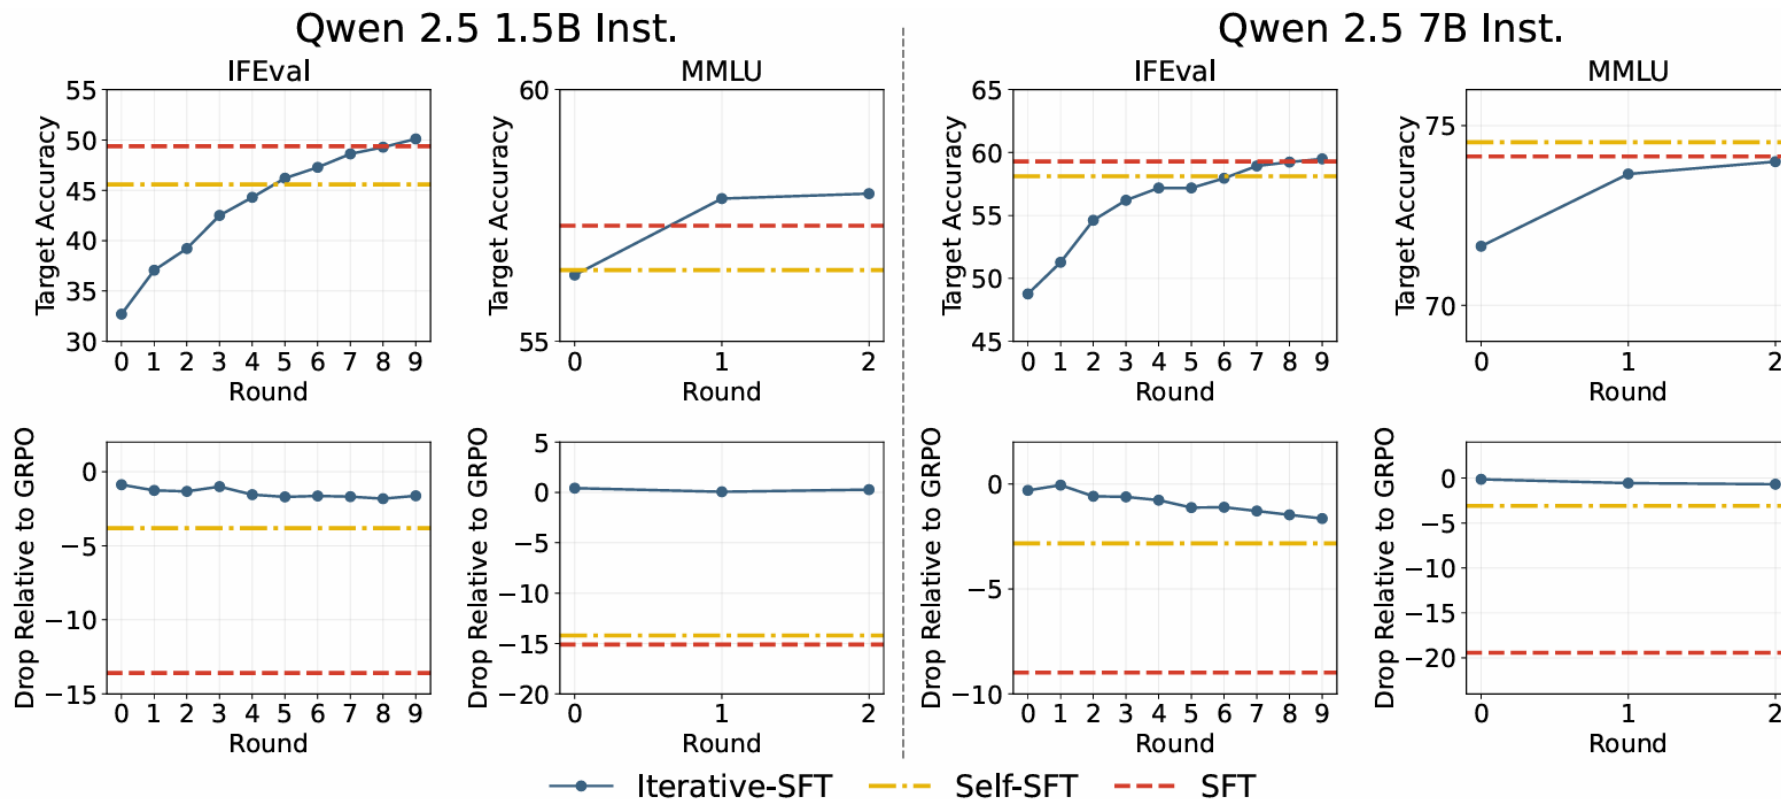 Qwen 2.5 1.5B Inst.
Qwen 2.5 7B Inst.
IFEval
Target Accuracy
55
50
45
40
35
30
0 1 2 3 4 5 6 7 8 9
Round
MMLU
Target Accuracy
60
55
0 1 2
Round
IFEval
Target Accuracy
65
60
55
50
45
0 1 2 3 4 5 6 7 8 9
Round
MMLU
Target Accuracy
75
70
0 1 2
Round
Drop Relative to GRPO
0
−5
−10
−15
0 1 2 3 4 5 6 7 8 9
Round
Drop Relative to GRPO
5
0
−5
−10
−15
−20
0 1 2
Round
Drop Relative to GRPO
0
−5
−10
0 1 2 3 4 5 6 7 8 9
Round
Drop Relative to GRPO
0
−5
−10
−15
−20
0 1 2
Round
Iterative-SFT Self-SFT SFT